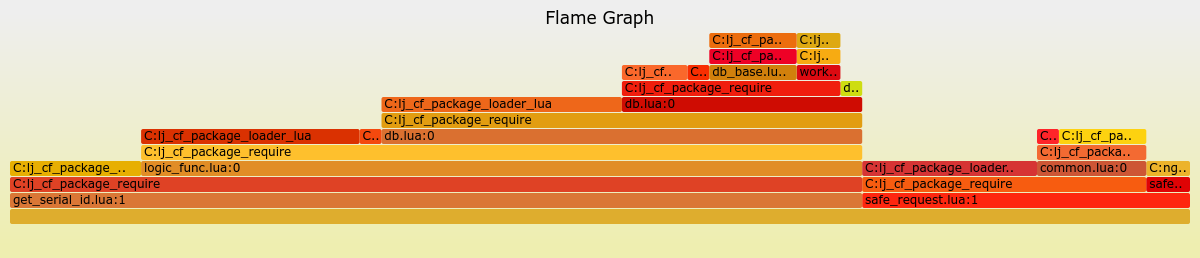 Flame Graph
C:lj_cf_pa.. C:lj..
C:lj_cf_pa.. C:lj..
C:lj_cf.. C.. db_base.lu.. work..
C:lj_cf_package_require d..
C:lj_cf_package_loader_lua db.lua:0
C:lj_cf_package_require
C:lj_cf_package_loader_lua C.. db.lua:0 C.. C:lj_cf_pa..
C:lj_cf_package_require C:lj_cf_packa..
C:lj_cf_package_.. logic_func.lua:0 C:lj_cf_package_loader.. common.lua:0 C:ng..
C:lj_cf_package_require C:lj_cf_package_require safe..
get_serial_id.lua:1 safe_request.lua:1